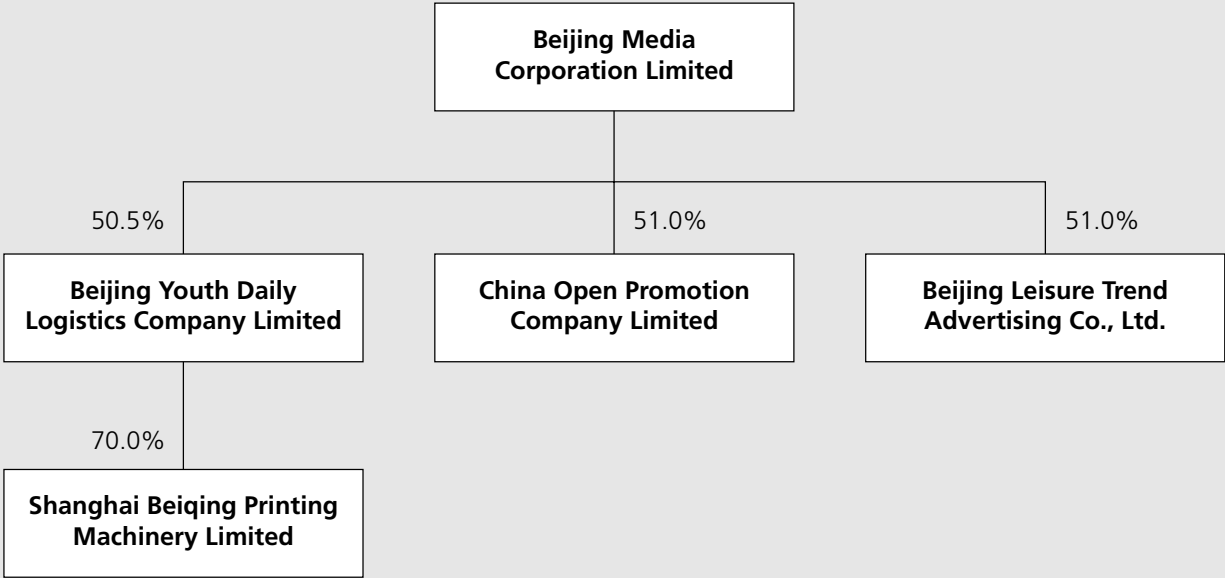 Beijing Media
Corporation Limited
50.5%
51.0%
51.0%
Beijing Youth Daily
Logistics Company Limited
China Open Promotion
Company Limited
Beijing Leisure Trend
Advertising Co., Ltd.
70.0%
Shanghai Beiqing Printing
Machinery Limited